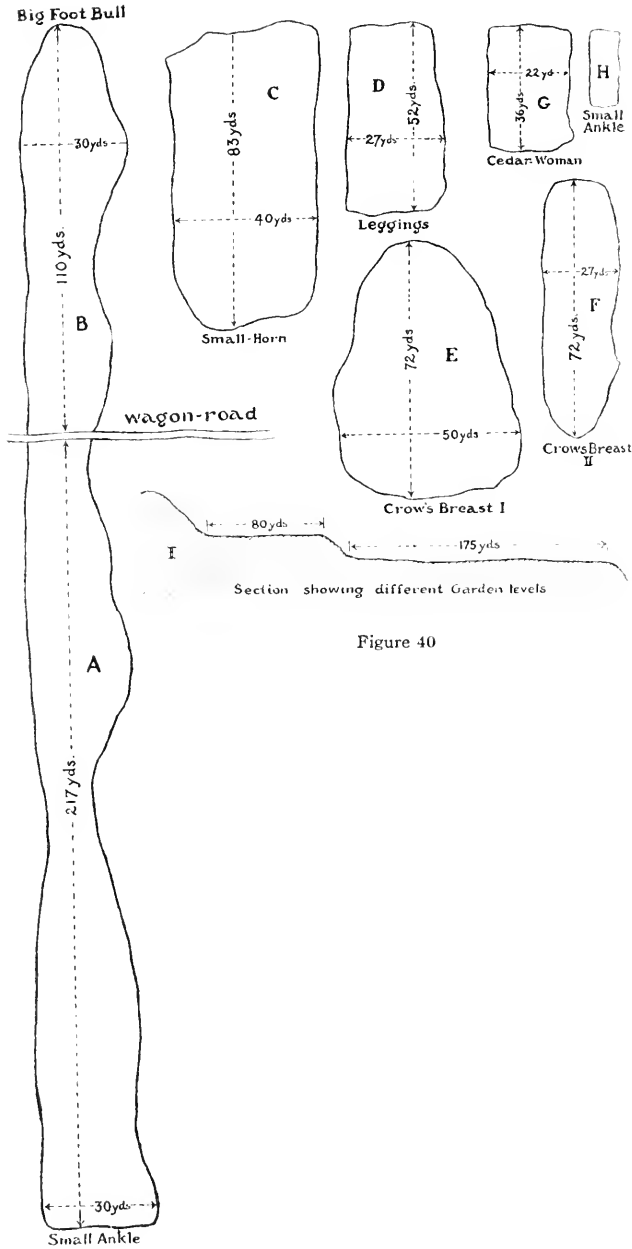 Big Foot Bull
30yds
110 yds.
B
C
83yds
40yds
Small-Horn
D
52yds
27yds
Leggings
22yd
36yds
G
Cedar-Woman
H
Small
Ankle
E
72yds
50yds
Crow's Breast I
27yds
F
72yds.
Crows Breast
II
wagon-road
A
217yds.
30yds
Small Ankle
I
80yds
175yds
Section showing different Garden levels
Figure 40